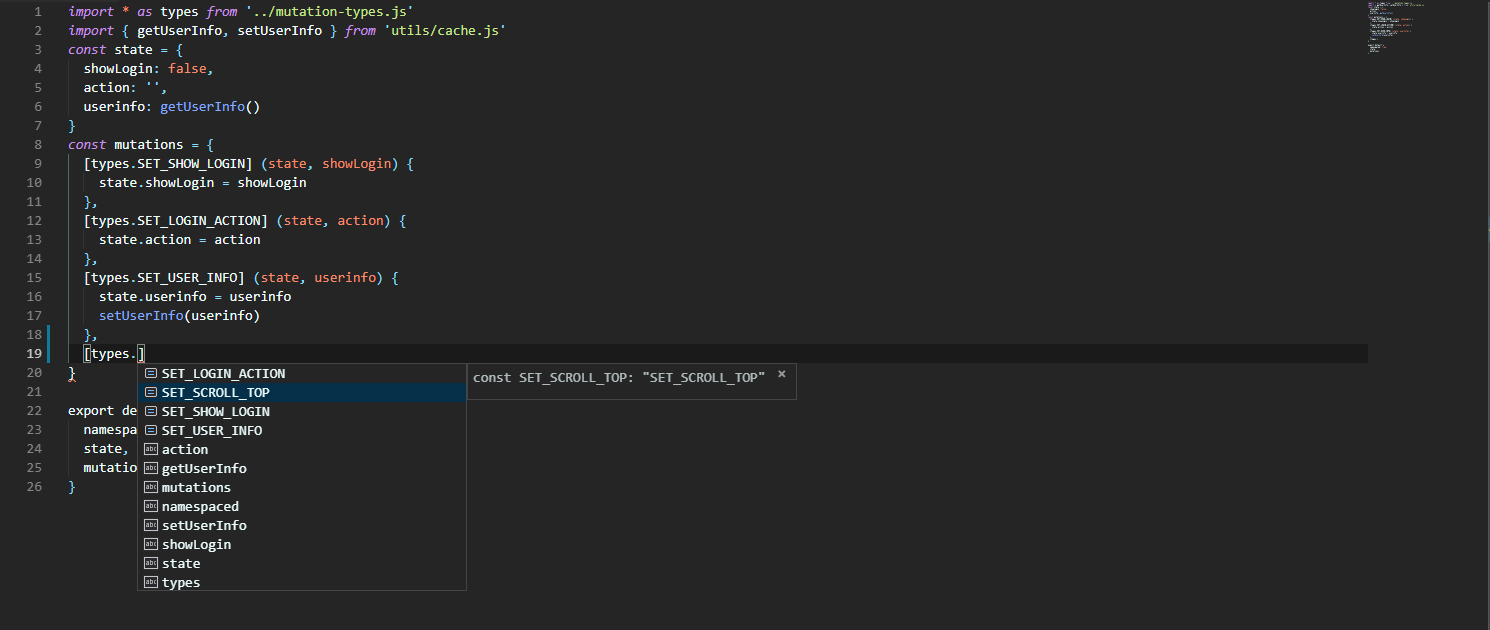 1 import * as types from '../mutation-types.js'
2 import { getUserInfo, setUserInfo } from 'utils/cache.js'
3 const state = {
4 showLogin: false,
5 action: '',
6 userinfo: getUserInfo()
7 }
8 const mutations = {
9 [types.SET_SHOW_LOGIN] (state, showLogin) {
10 state.showLogin = showLogin
11 },
12 [types.SET_LOGIN_ACTION] (state, action) {
13 state.action = action
14 },
15 [types.SET_USER_INFO] (state, userinfo) {
16 state.userinfo = userinfo
17 setUserInfo(userinfo)
18 },
19 [types.]
20 }
21
22 export de
23 namespa
24 state,
25 mutatio
26 }
SET_LOGIN_ACTION
SET_SCROLL_TOP
SET_SHOW_LOGIN
SET_USER_INFO
abc action
abc getUserInfo
abc mutations
abc namespaced
abc setUserInfo
abc showLogin
abc state
abc types
const SET_SCROLL_TOP: "SET_SCROLL_TOP" ×